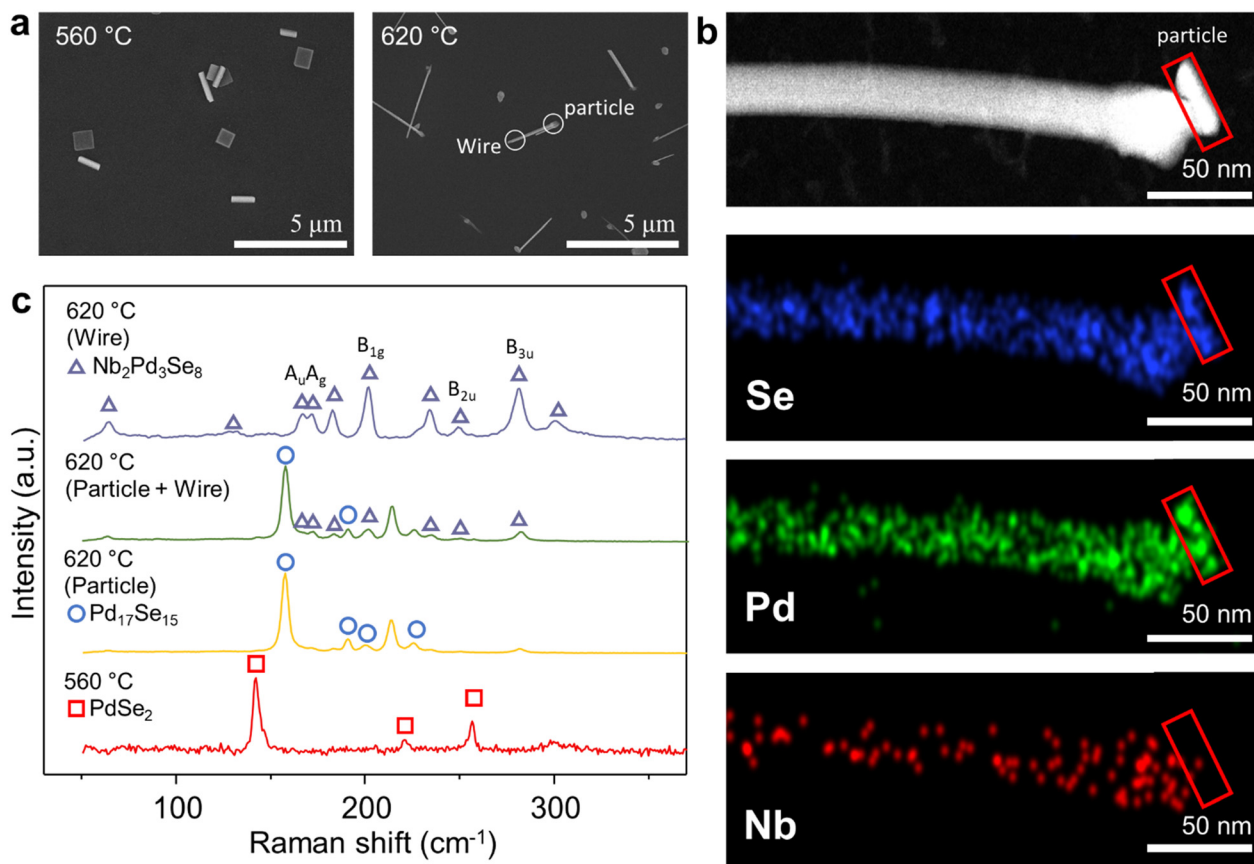 a
560 °C
5 μm
620 °C
Wire
particle
5 μm
b
particle
50 nm
Se
50 nm
Pd
50 nm
Nb
50 nm
c
620 °C
(Wire)
△ Nb₂Pd₃Se₈
AᵤA₉
B₁g
B₂ᵤ
B₃ᵤ
620 °C
(Particle + Wire)
620 °C
(Particle)
○ Pd₁₇Se₁₅
560 °C
□ PdSe₂
Intensity (a.u.)
100
200
300
Raman shift (cm⁻¹)